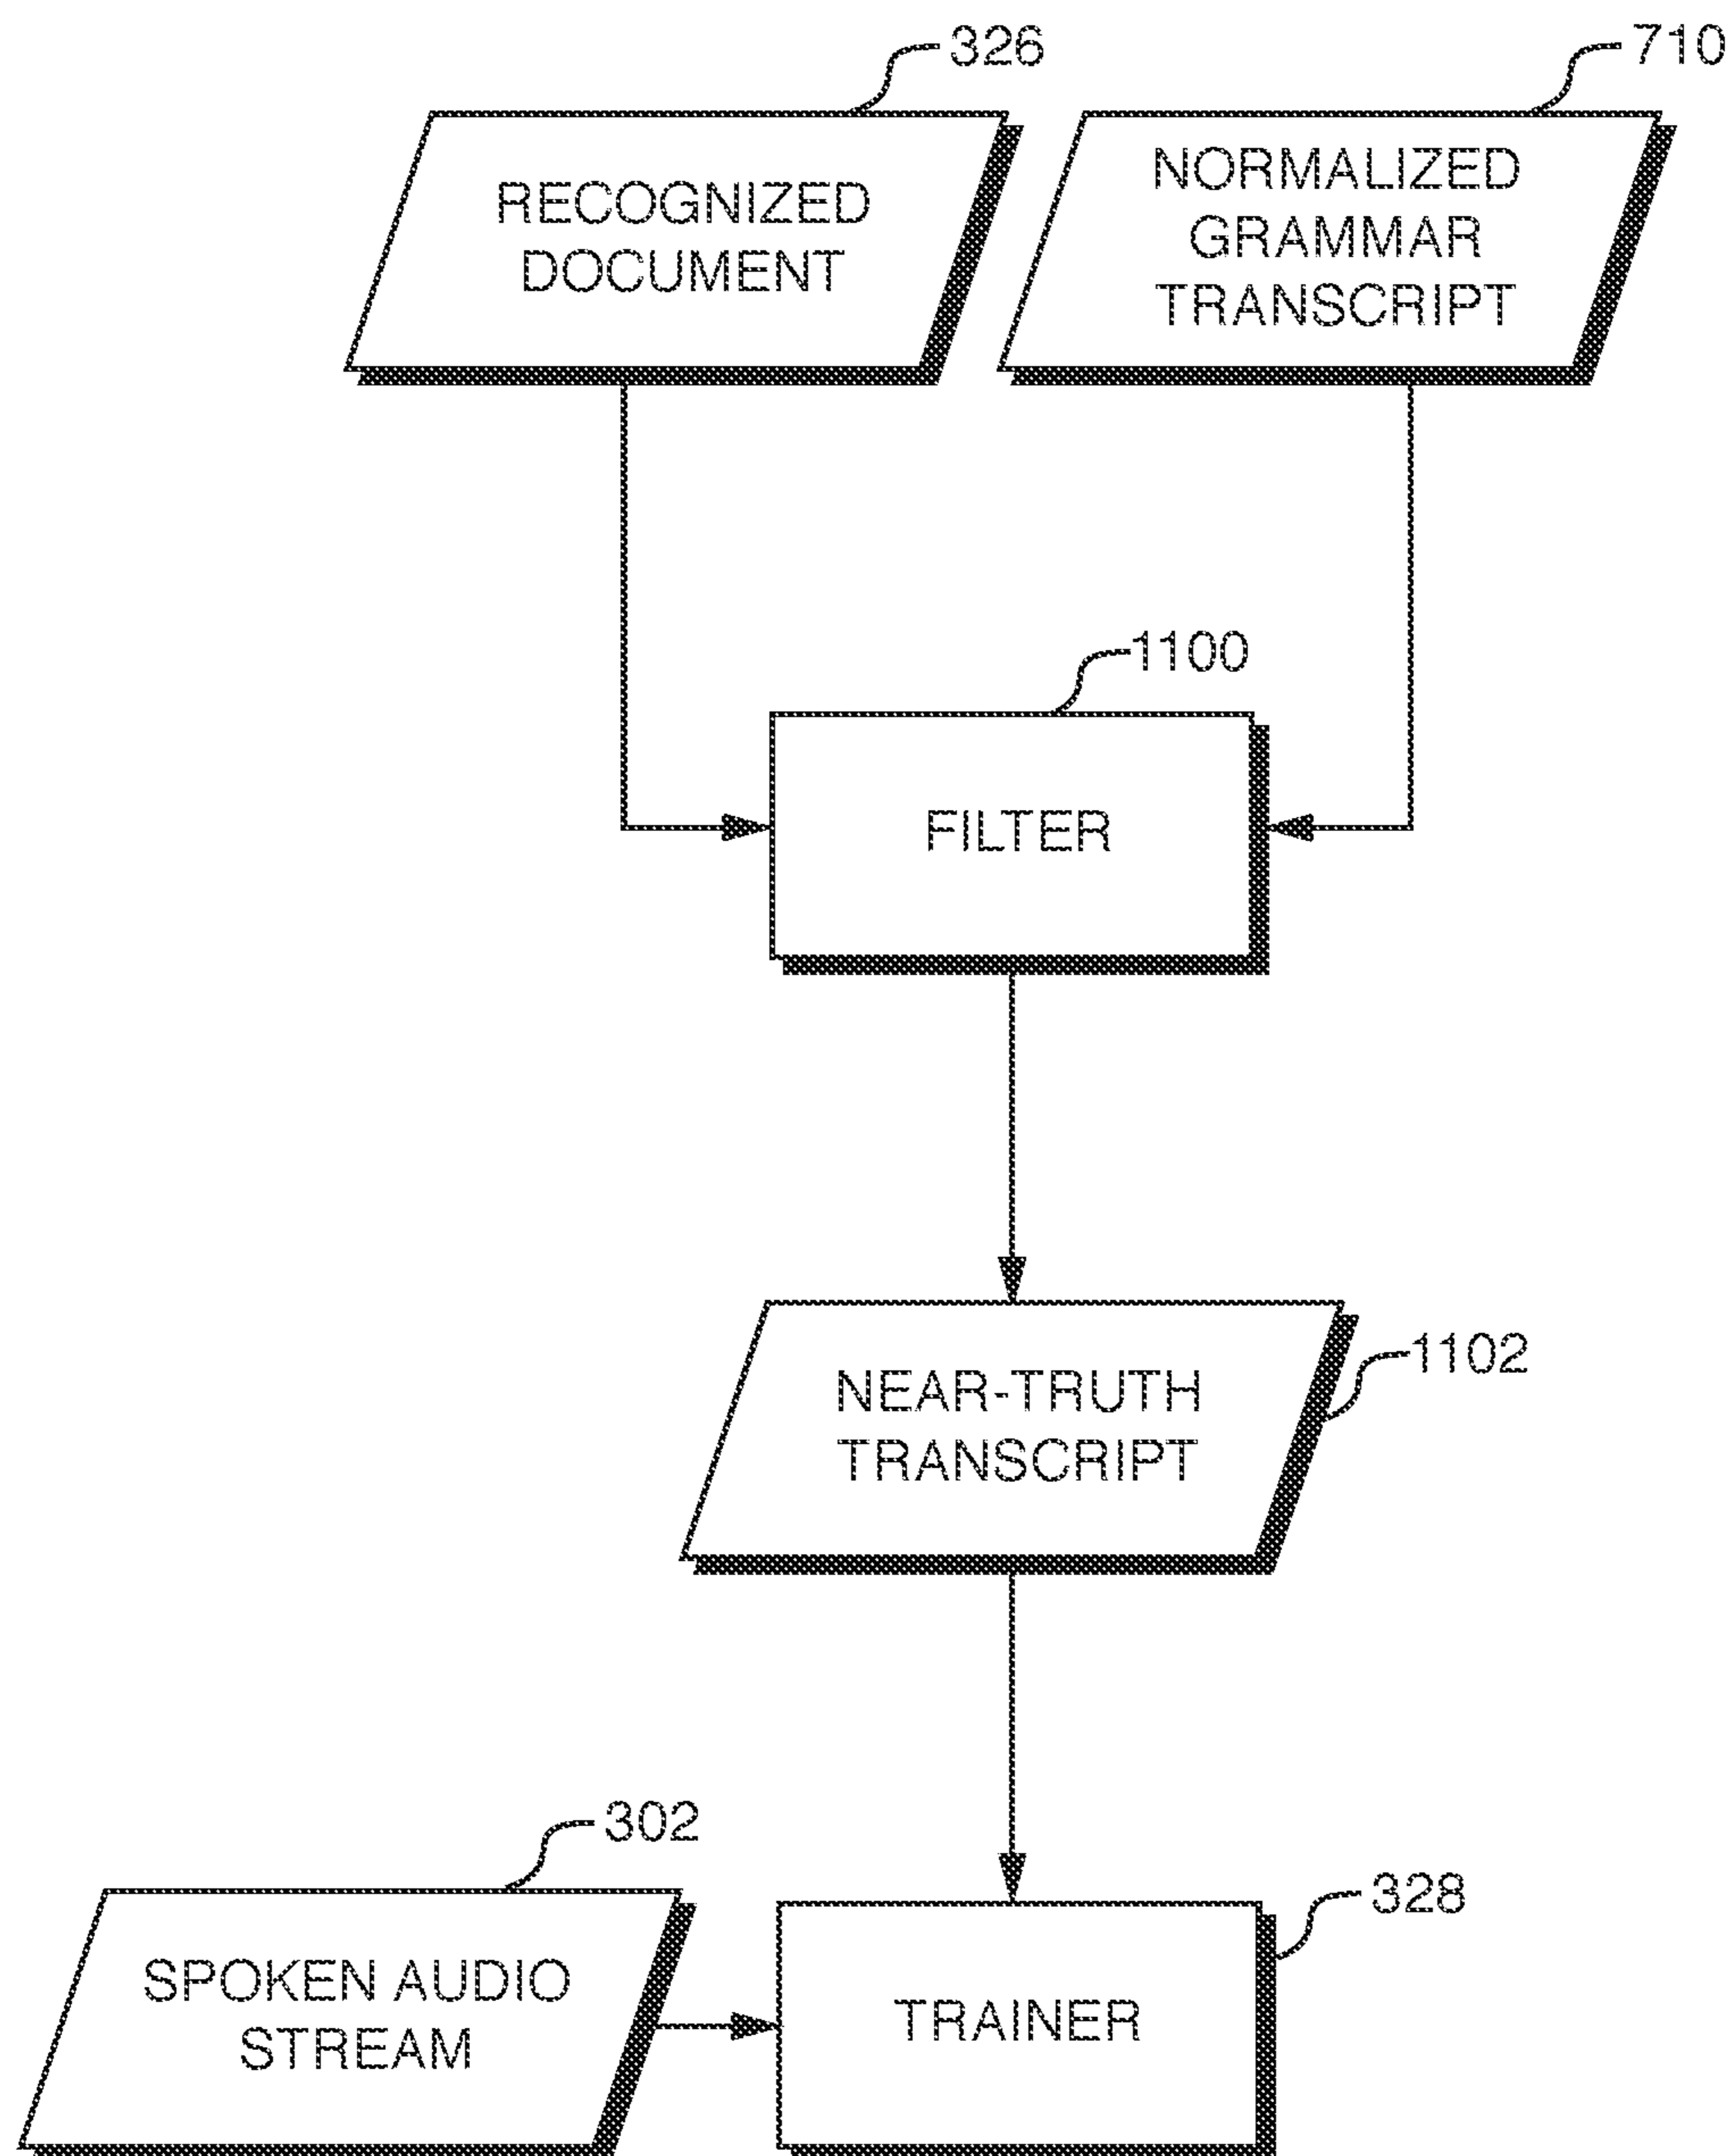 326
710
RECOGNIZED
DOCUMENT
NORMALIZED
GRAMMAR
TRANSCRIPT
1100
FILTER
1102
NEAR-TRUTH
TRANSCRIPT
302
328
SPOKEN AUDIO
STREAM
TRAINER